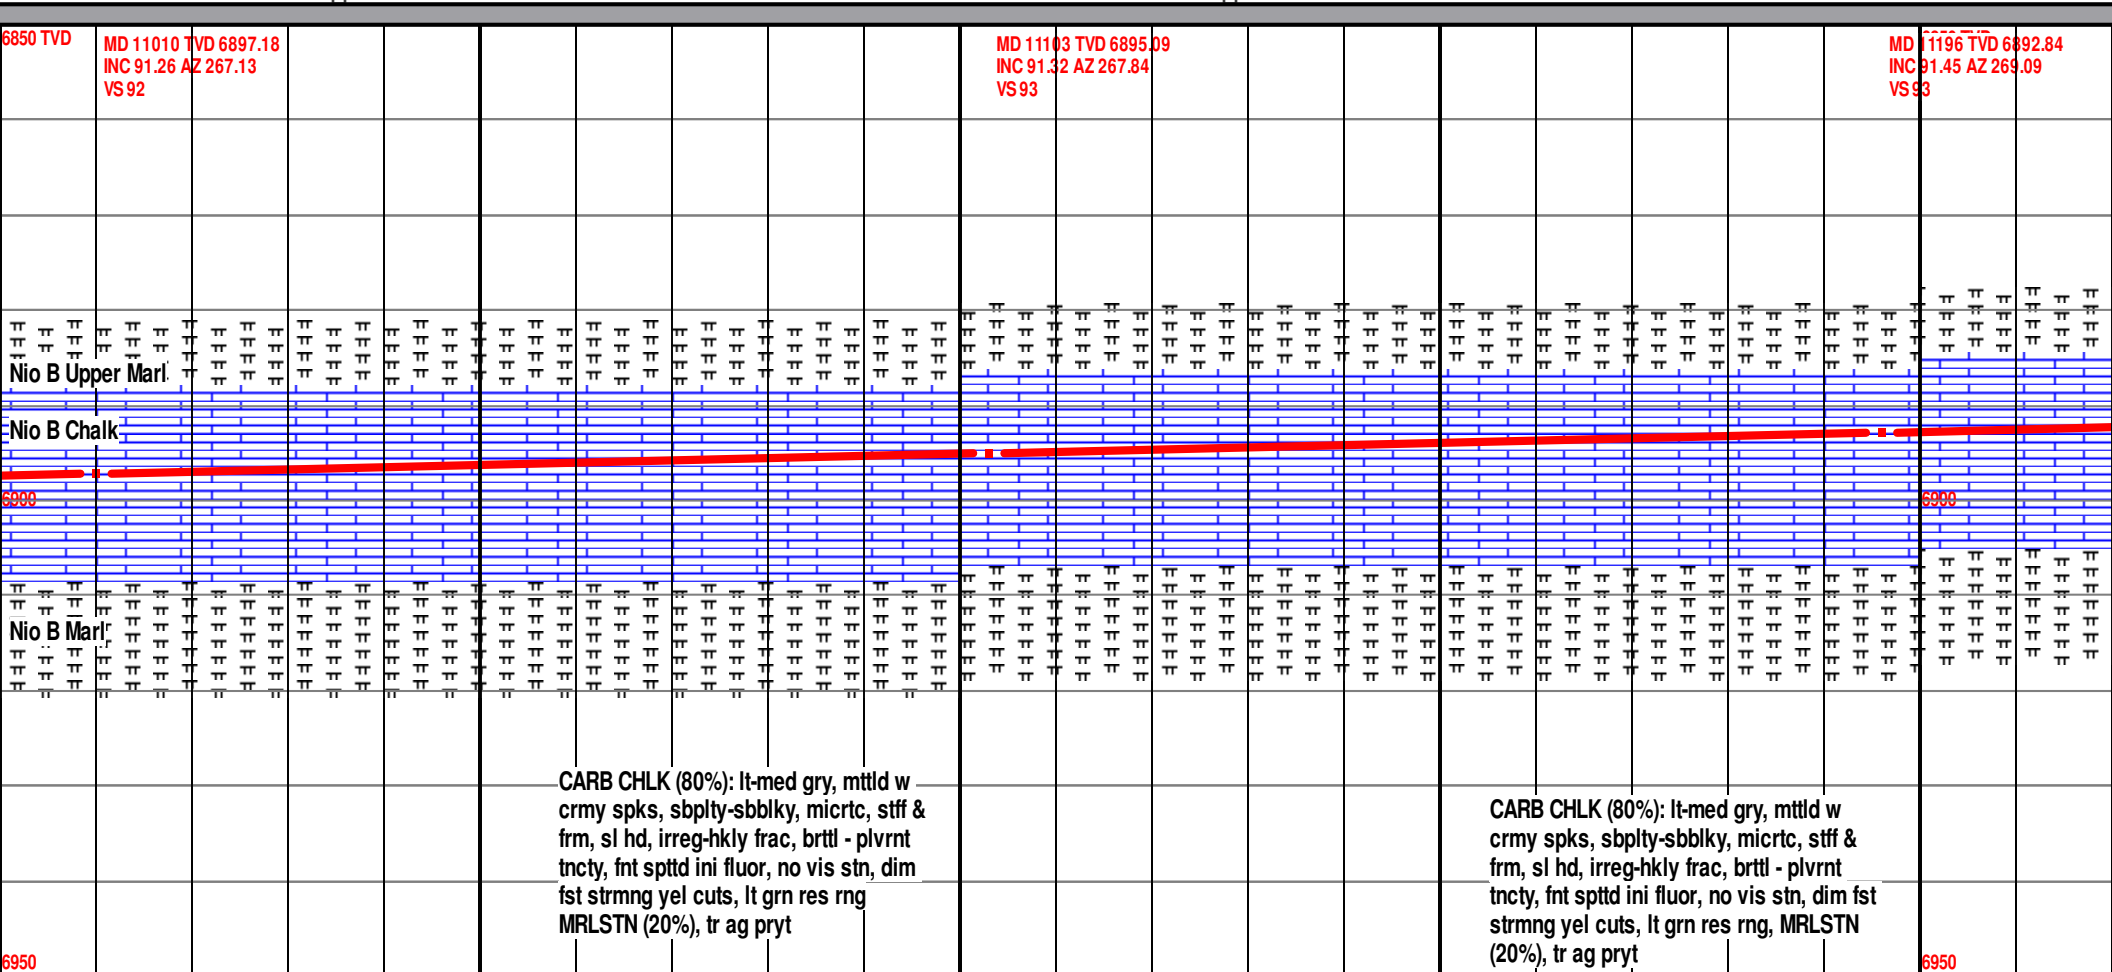 6850 TVD
MD 11010 TVD 6897.18
INC 91.26 AZ 267.13
VS 92
MD 11103 TVD 6895.09
INC 91.32 AZ 267.84
VS 93
MD 11196 TVD 6892.84
INC 91.45 AZ 269.09
VS 93
Nio B Upper Marl
Nio B Chalk
6900
6900
Nio B Marl
CARB CHLK (80%): lt-med gry, mttld w
crmy spks, sbplty-sbblky, micrtc, stff &
frm, sl hd, irreg-hkly frac, brttl - plvrnt
tncty, fnt spttd ini fluor, no vis stn, dim
fst strmng yel cuts, lt grn res rng
MRLSTN (20%), tr ag pryt
CARB CHLK (80%): lt-med gry, mttld w
crmy spks, sbplty-sbblky, micrtc, stff &
frm, sl hd, irreg-hkly frac, brttl - plvrnt
tncty, fnt spttd ini fluor, no vis stn, dim fst
strmng yel cuts, lt grn res rng, MRLSTN
(20%), tr ag pryt
6950
6950